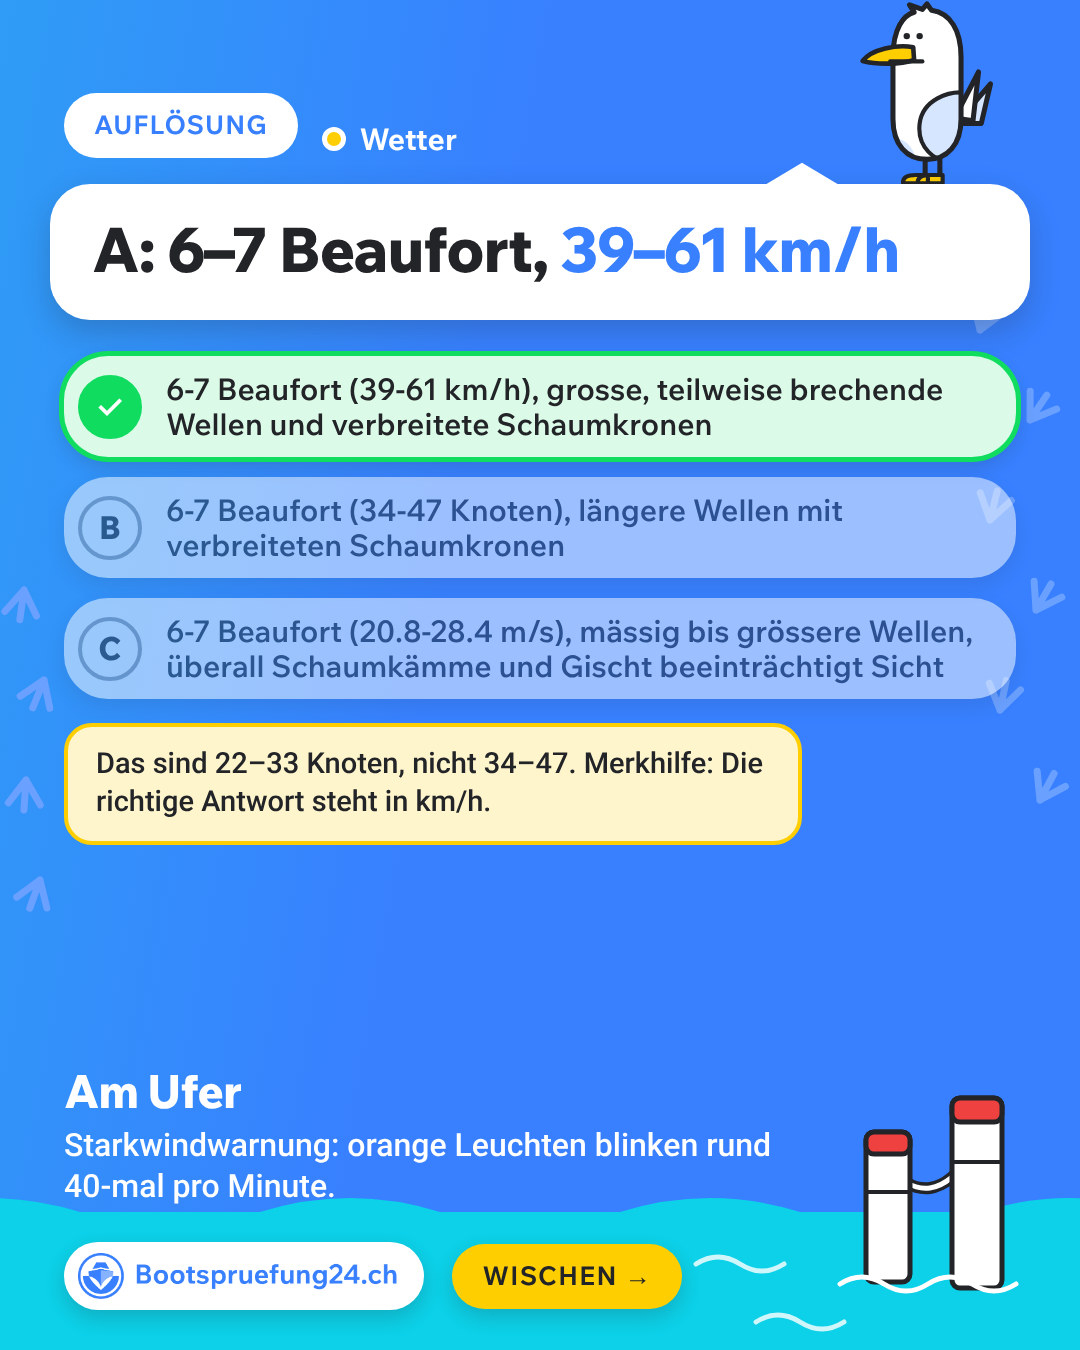 AUFLÖSUNG
Wetter
A: 6–7 Beaufort, 39–61 km/h
6-7 Beaufort (39-61 km/h), grosse, teilweise brechende
Wellen und verbreitete Schaumkronen
B
6-7 Beaufort (34-47 Knoten), längere Wellen mit
verbreiteten Schaumkronen
C
6-7 Beaufort (20.8-28.4 m/s), mässig bis grössere Wellen,
überall Schaumkämme und Gischt beeinträchtigt Sicht
Das sind 22–33 Knoten, nicht 34–47. Merkhilfe: Die
richtige Antwort steht in km/h.
Am Ufer
Starkwindwarnung: orange Leuchten blinken rund
40-mal pro Minute.
Bootspruefung24.ch
WISCHEN →